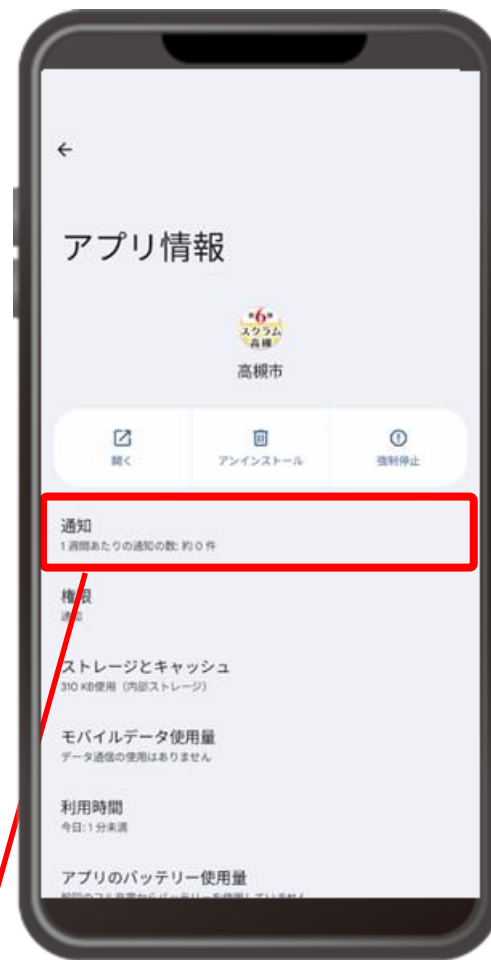 アプリ情報
第6弾
スクラム
高槻
高槻市
開く
アンインストール
強制停止
通知
1 週間あたりの通知の数: 約 0 件
権限
通知
ストレージとキャッシュ
310 KB使用（内部ストレージ）
モバイルデータ使用量
データ通信の使用はありません
利用時間
今日: 1 分未満
アプリのバッテリー使用量